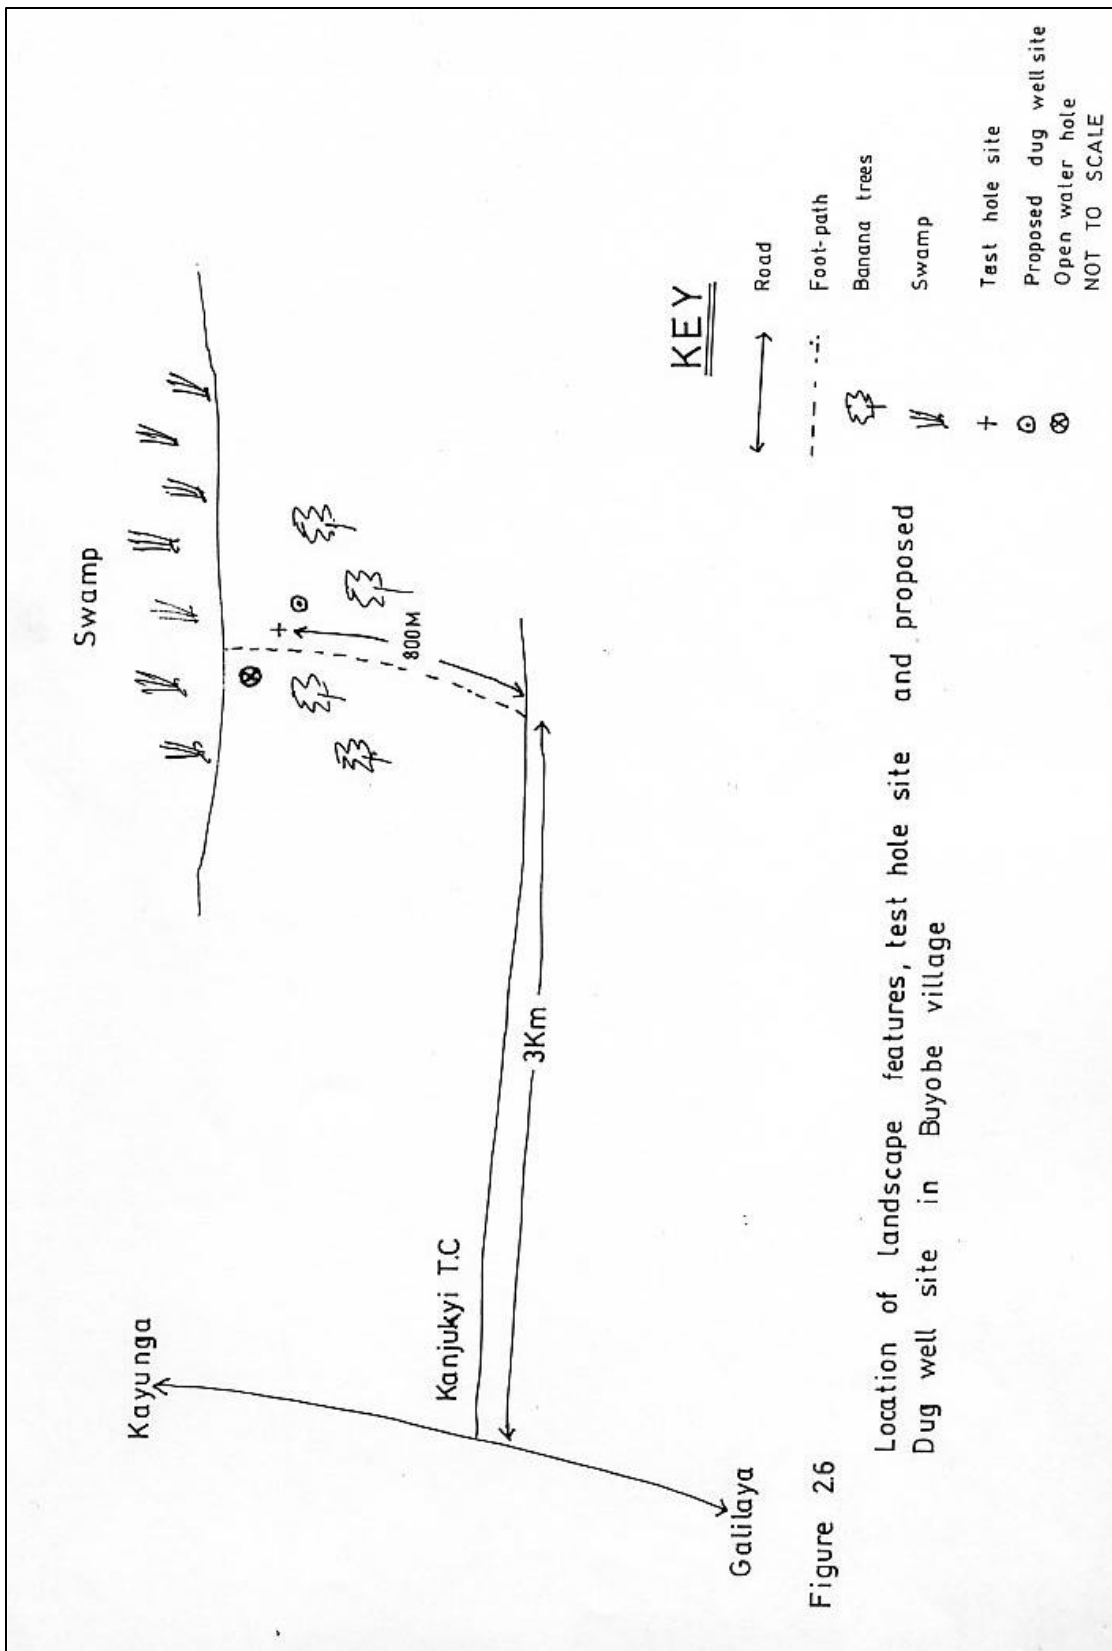 Swamp
Kayunga
Kanjukyi T.C
800M
3Km
Galilaya
KEY
Road
Foot-path
Banana trees
Swamp
Test hole site
Proposed dug well site
Open water hole
NOT TO SCALE
Figure 2.6
Location of landscape features, test hole site and proposed
Dug well site in Buyobe village